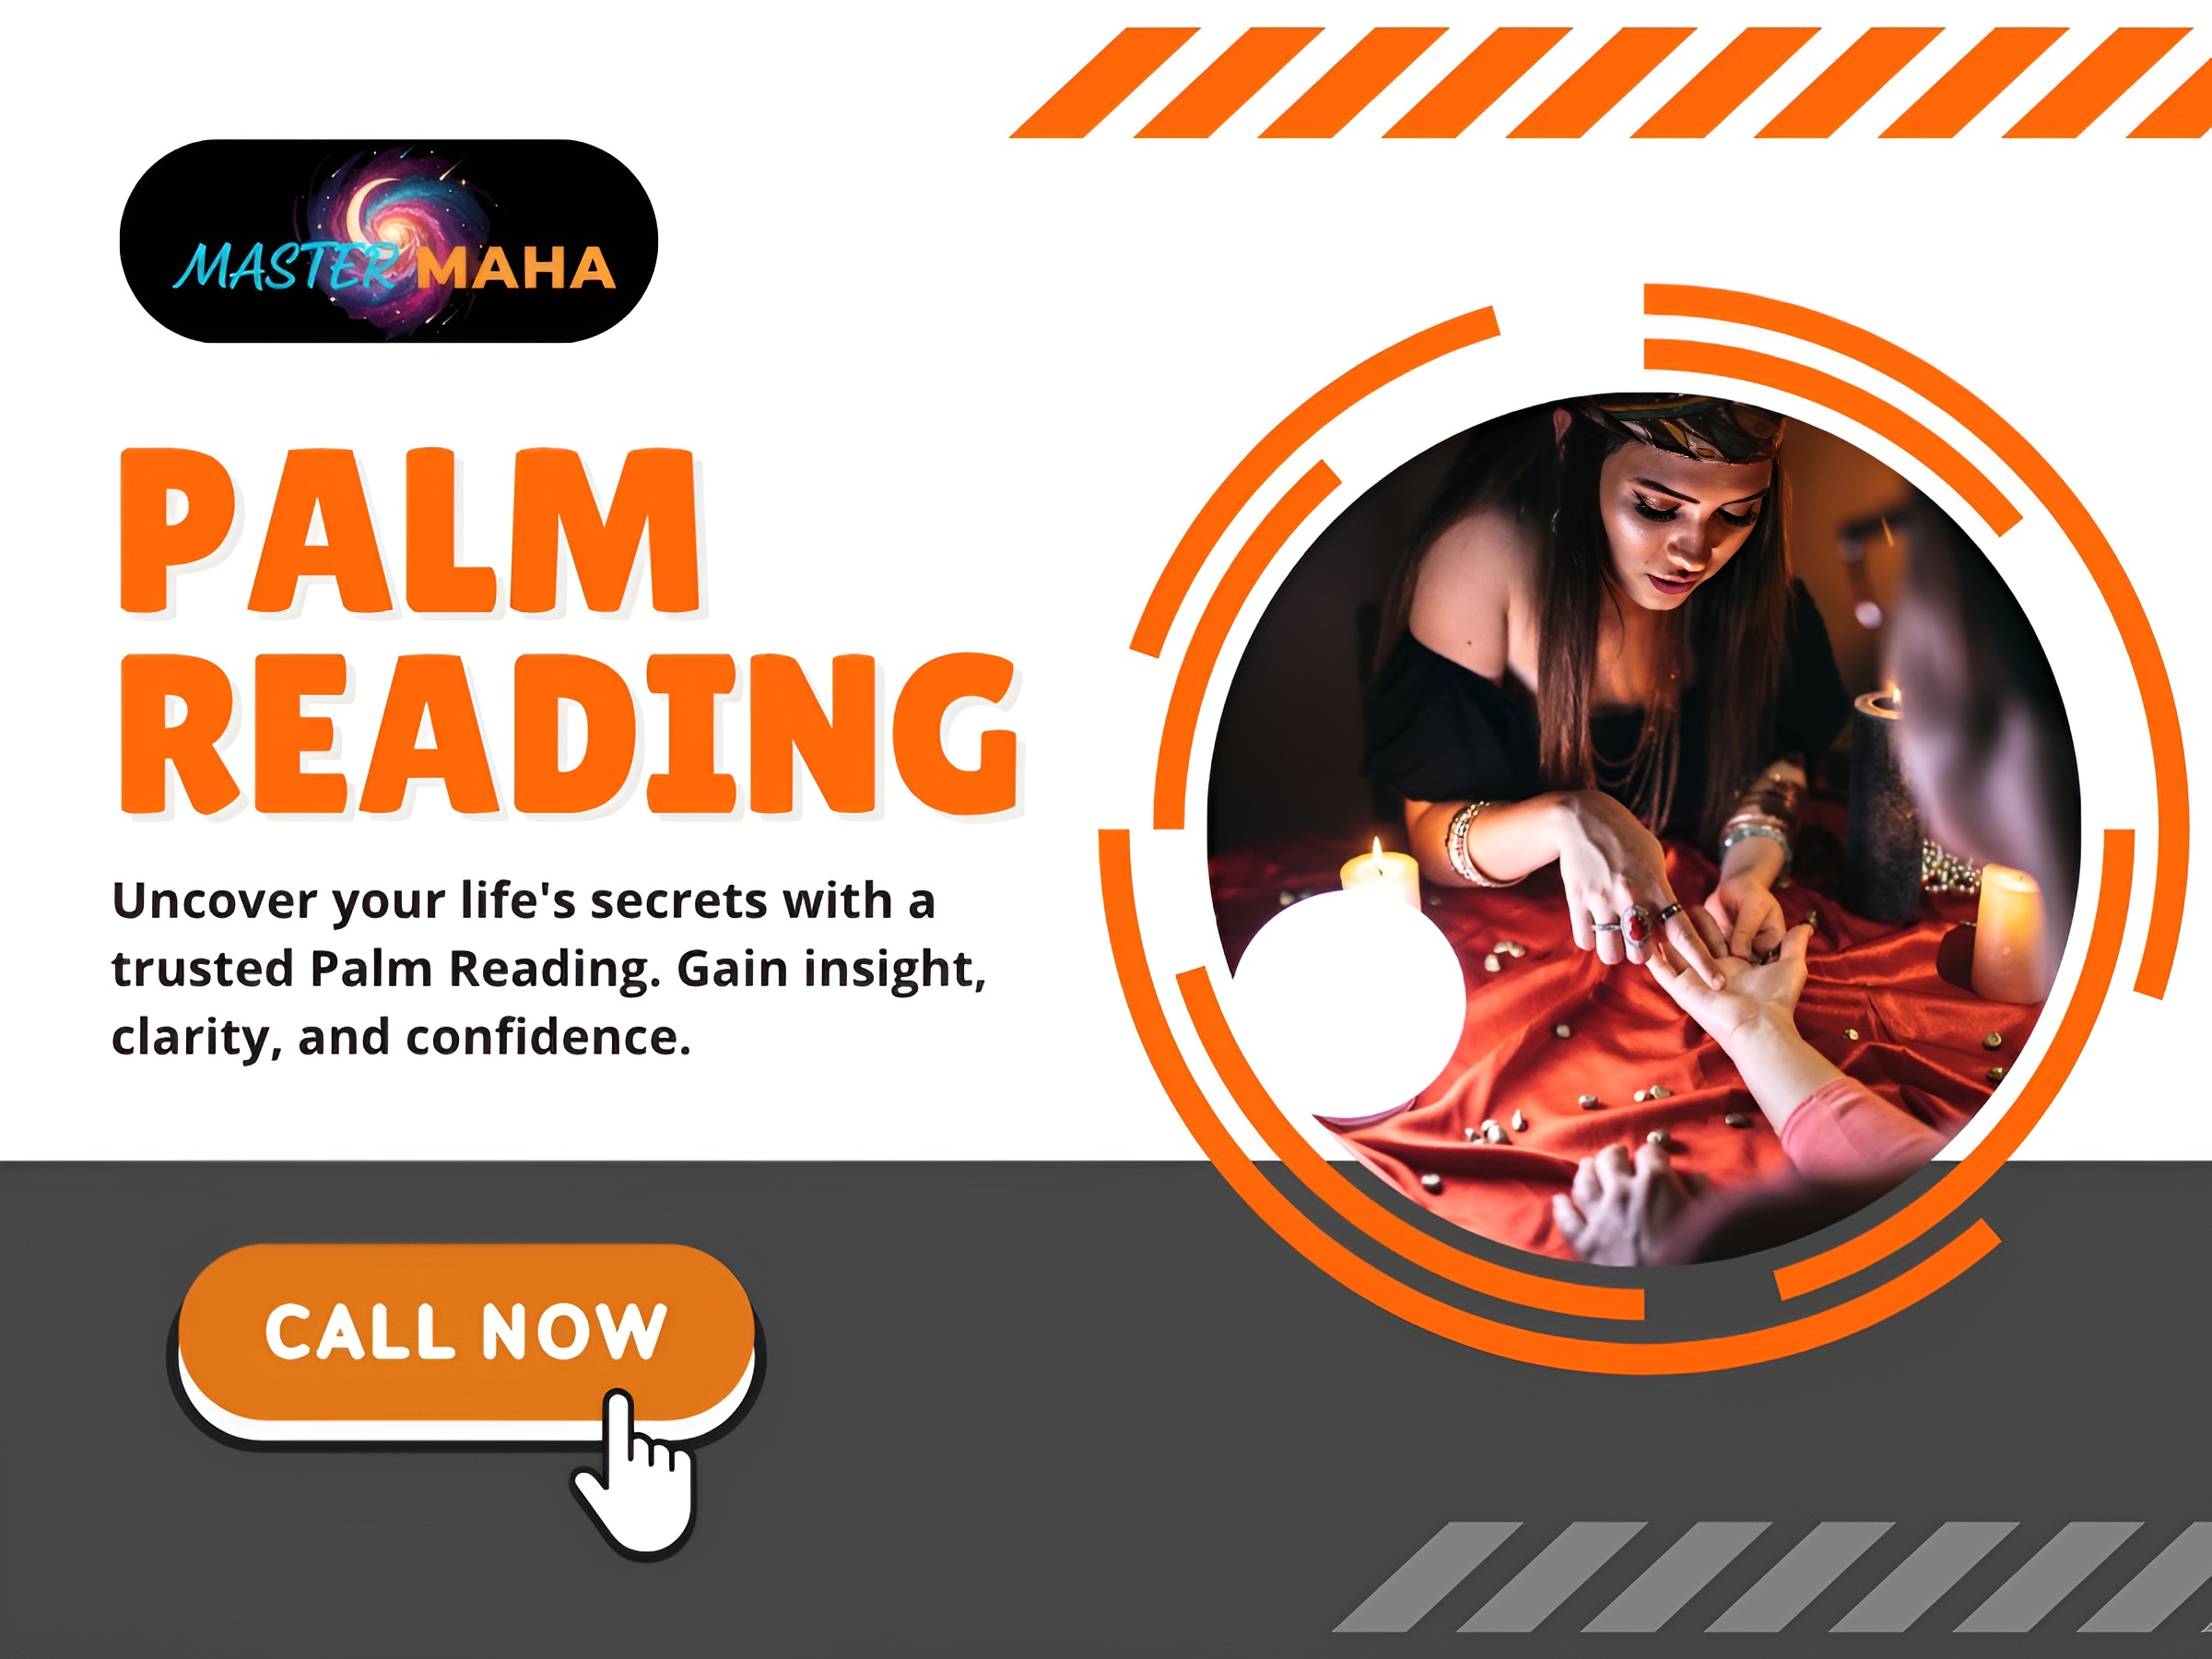 MASTER MAHA
PALM
READING
Uncover your life's secrets with a
trusted Palm Reading. Gain insight,
clarity, and confidence.
CALL NOW